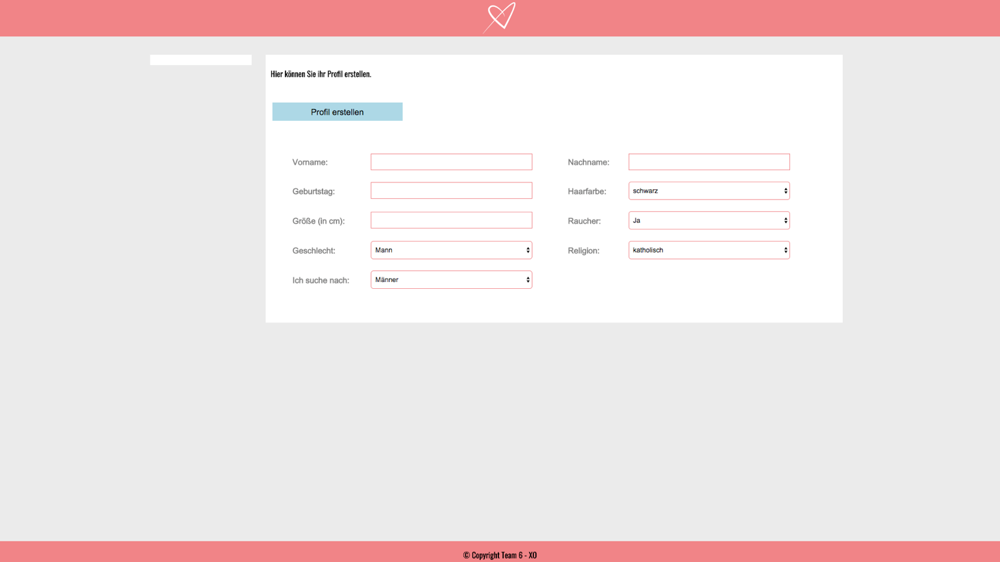 Hier können Sie ihr Profil erstellen.
Profil erstellen
Vorname:
Nachname:
Geburtstag:
Haarfarbe: schwarz
Größe (in cm):
Raucher: Ja
Geschlecht: Mann
Religion: katholisch
Ich suche nach: Männer
© Copyright Team 6 - XO